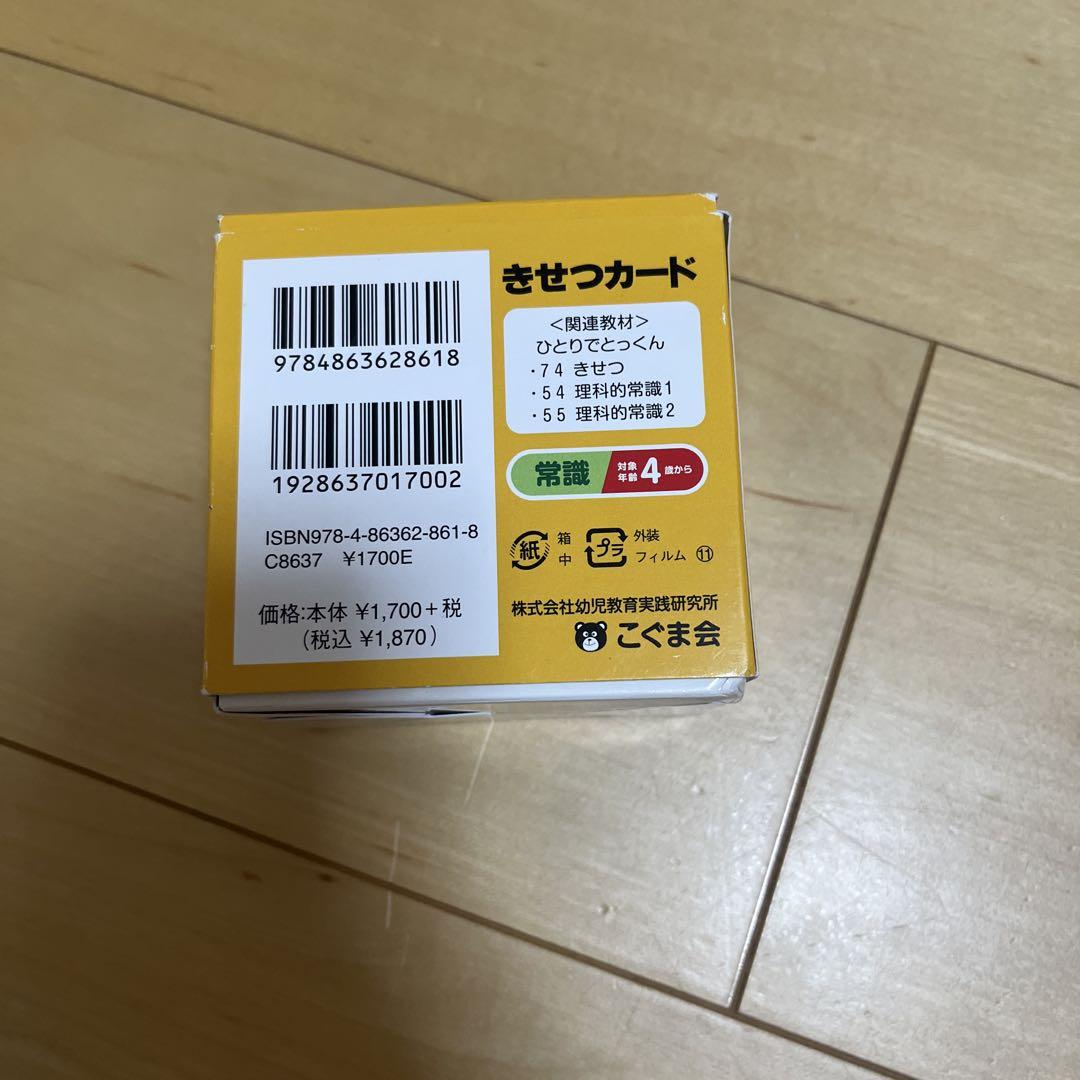 9784863628618
1928637017002
ISBN978-4-86362-861-8
C8637 ¥1700E
価格:本体 ¥1,700+税
(税込 ¥1,870)
きせつカード
<関連教材>
ひとりでとっくん
・74 きせつ
・54 理科的常識1
・55 理科的常識2
常識 対象年齢 4歳から
紙 箱中 プラ 外装フィルム ⑪
株式会社幼児教育実践研究所
こぐま会